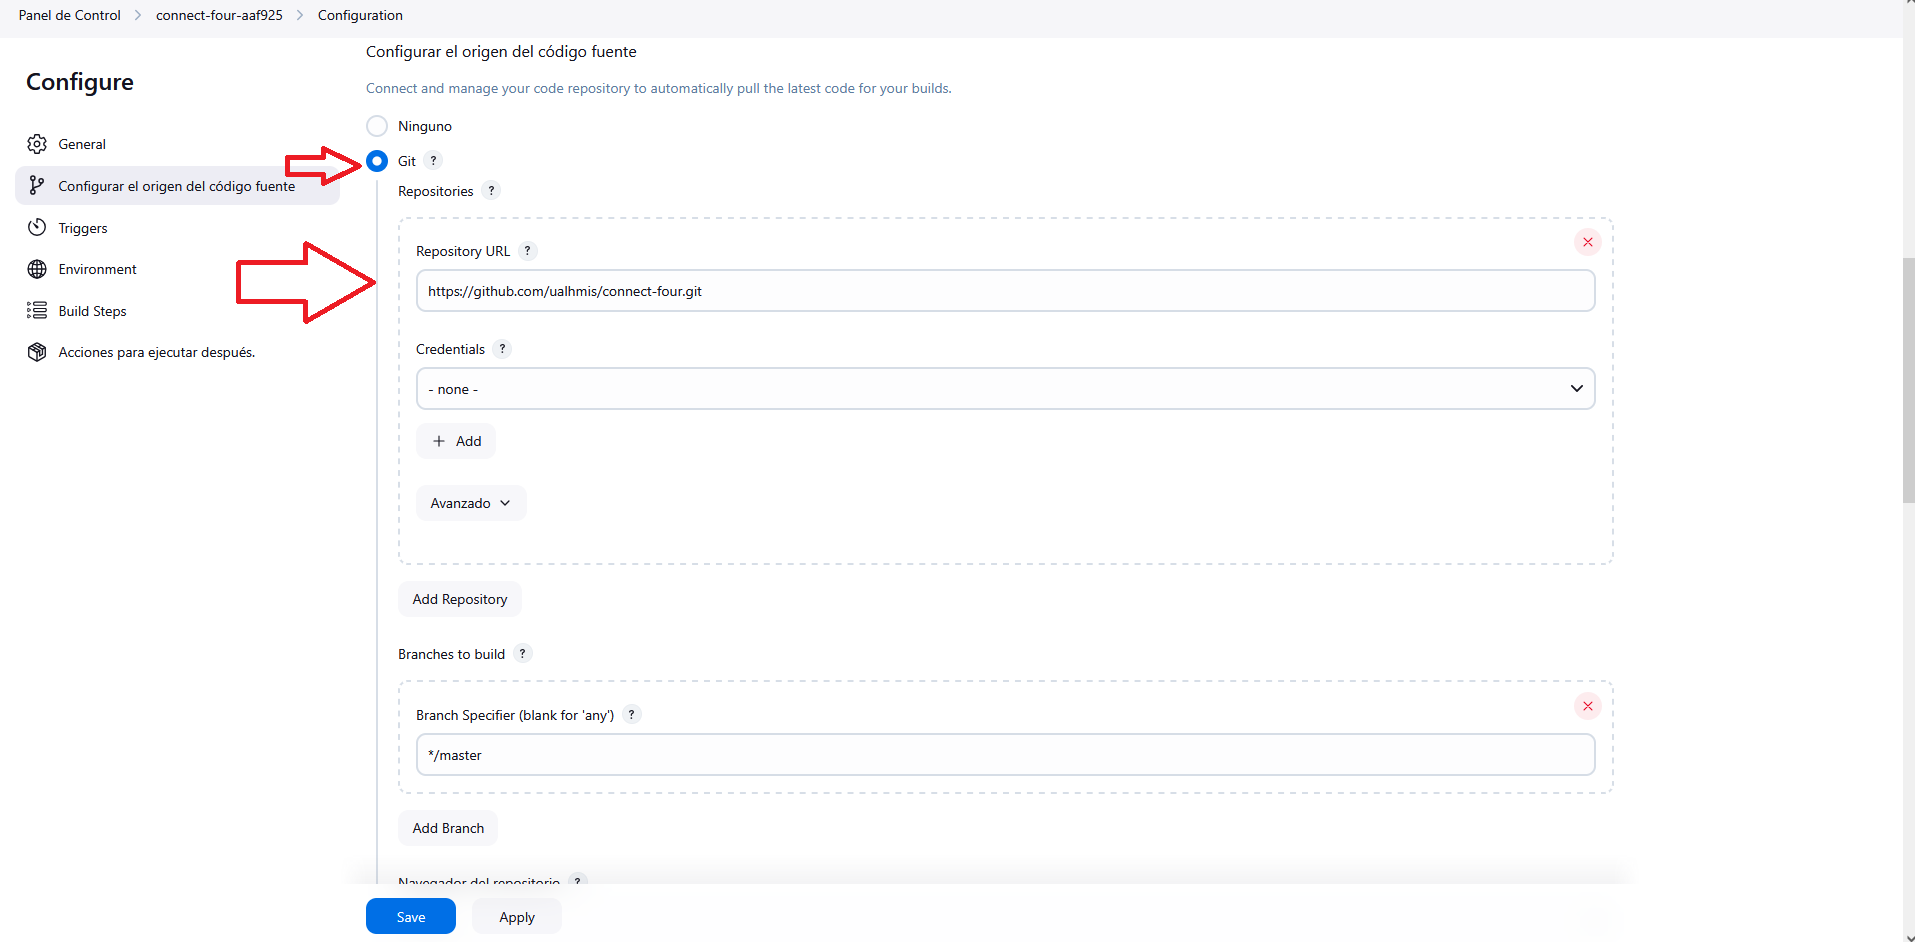 Panel de Control > connect-four-aaf925 > Configuration
Configure
General
Configurar el origen del código fuente
Triggers
Environment
Build Steps
Acciones para ejecutar después.
Configurar el origen del código fuente
Connect and manage your code repository to automatically pull the latest code for your builds.
Ninguno
Git ?
Repositories ?
Repository URL ?
https://github.com/ualhmis/connect-four.git
Credentials ?
- none -
+ Add
Avanzado
Add Repository
Branches to build ?
Branch Specifier (blank for 'any') ?
*/master
Add Branch
Navegador del repositorio ?
Save Apply